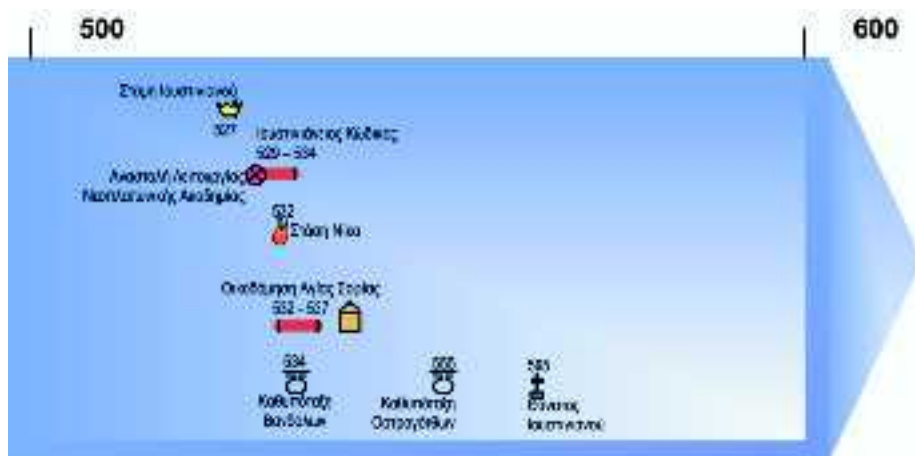 500
600
Στέψη Ιουστινιανού
527
Ιουστινιάνειος Κώδικας
529 – 534
Αναστολή λειτουργίας
Νεοπλατωνικής Ακαδημίας
532
Στάση Νίκα
Οικοδόμηση Αγίας Σοφίας
532 - 537
534
Καθυπόταξη
Βανδάλων
555
Καθυπόταξη
Οστρογότθων
565
Θάνατος
Ιουστινιανού